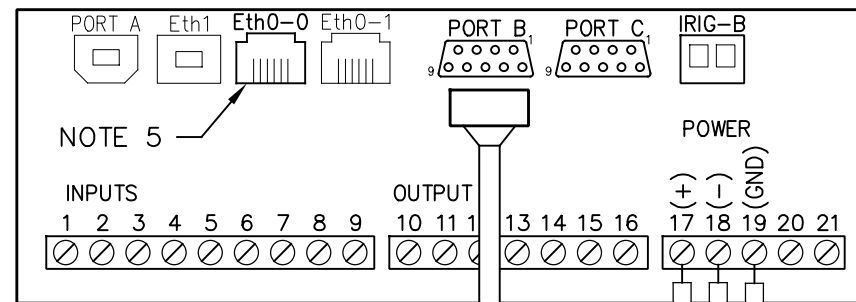 PORT A Eth1 Eth0-0 Eth0-1 PORT B PORT C IRIG-B
1 1
9 9
NOTE 5 POWER
INPUTS OUTPUT (+) (-) (GND)
1 2 3 4 5 6 7 8 9 10 11 13 14 15 16 17 18 19 20 21